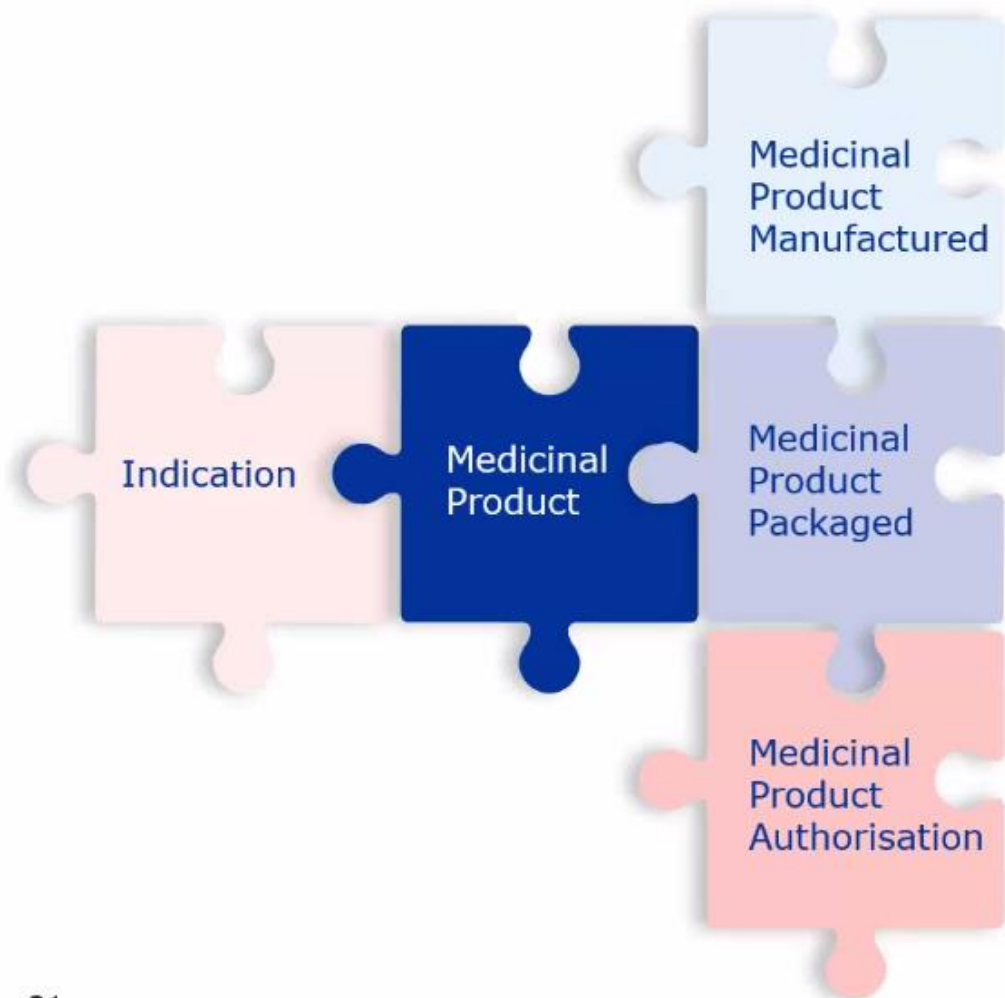 Medicinal
Product
Manufactured
Indication
Medicinal
Product
Medicinal
Product
Packaged
Medicinal
Product
Authorisation